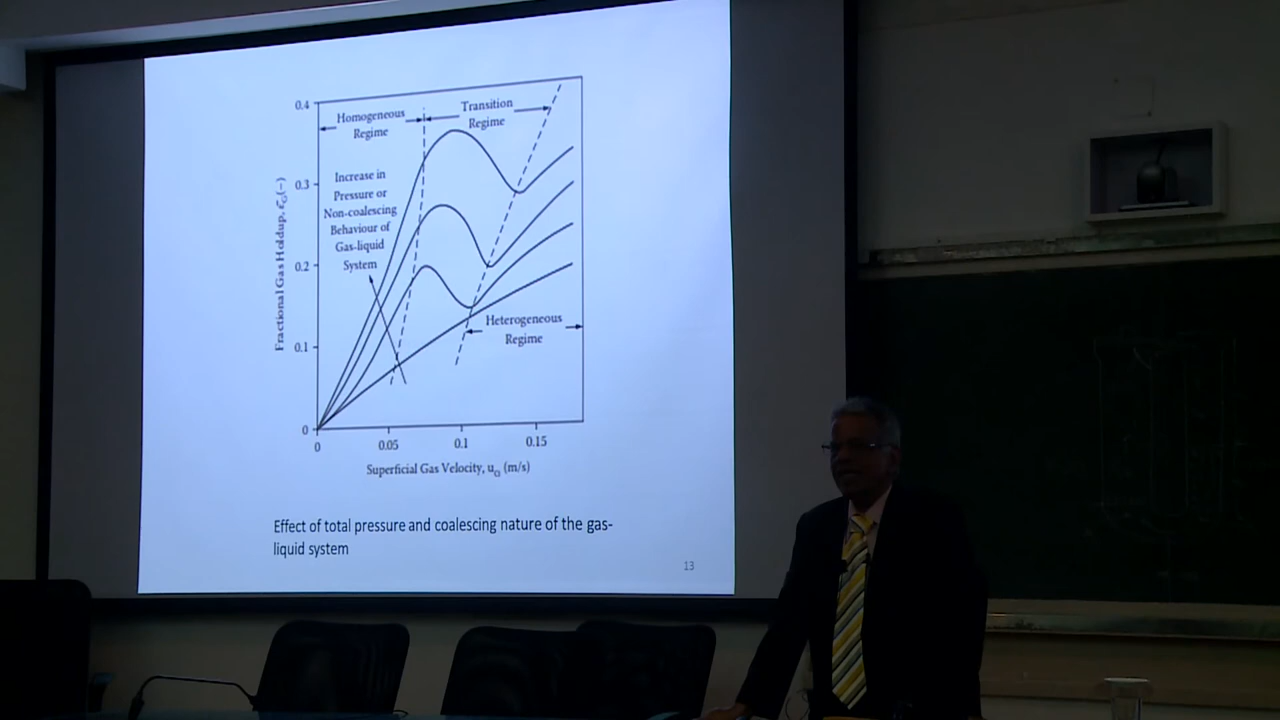 0.4
Homogeneous
Regime
Transition
Regime
0.3
Increase in
Pressure or
Non-coalescing
Behaviour of
Gas-liquid
System
Fractional Gas Holdup, ε̄G(−)
0.2
Heterogeneous
Regime
0.1
0
0
0.05
0.1
0.15
Superficial Gas Velocity, uG (m/s)
Effect of total pressure and coalescing nature of the gas-
liquid system
13